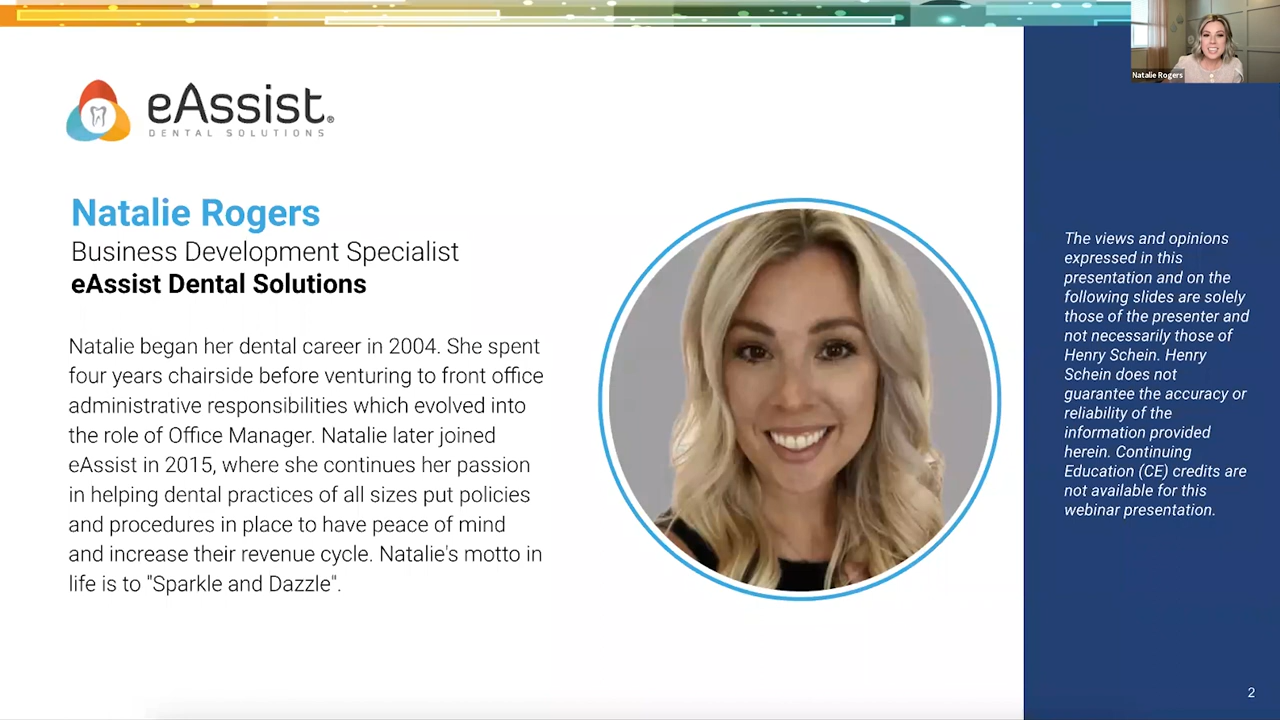 eAssist®
DENTAL SOLUTIONS
Natalie Rogers
Business Development Specialist
eAssist Dental Solutions
Natalie began her dental career in 2004. She spent
four years chairside before venturing to front office
administrative responsibilities which evolved into
the role of Office Manager. Natalie later joined
eAssist in 2015, where she continues her passion
in helping dental practices of all sizes put policies
and procedures in place to have peace of mind
and increase their revenue cycle. Natalie's motto in
life is to "Sparkle and Dazzle".
Natalie Rogers
The views and opinions
expressed in this
presentation and on the
following slides are solely
those of the presenter and
not necessarily those of
Henry Schein. Henry
Schein does not
guarantee the accuracy or
reliability of the
information provided
herein. Continuing
Education (CE) credits are
not available for this
webinar presentation.
2